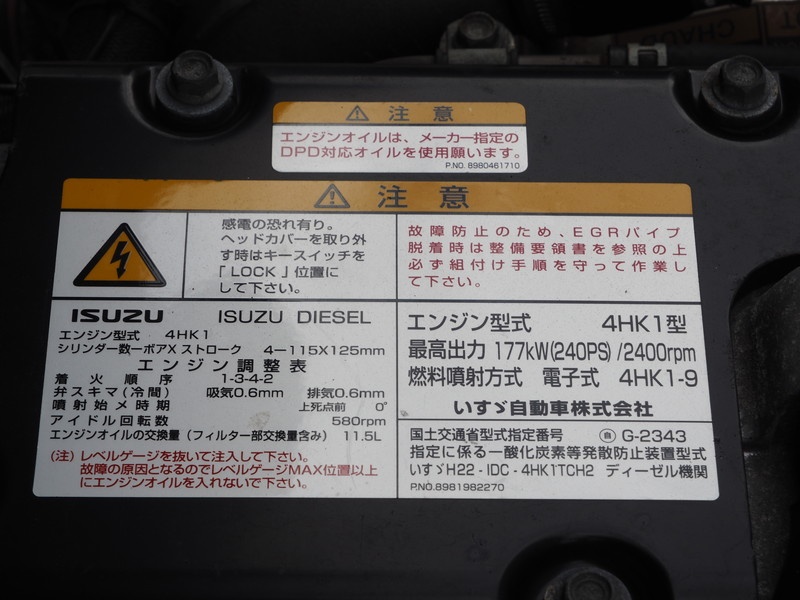 ⚠ 注意
エンジンオイルは、メーカー指定の
DPD対応オイルを使用願います。
P.NO. 8980461710
⚠ 注意
感電の恐れ有り。
ヘッドカバーを取り外
す時はキースイッチを
「LOCK」位置に
して下さい。
故障防止のため、EGRパイプ
脱着時は整備要領書を参照の上
必ず組付け手順を守って作業し
て下さい。
ISUZU ISUZU DIESEL
エンジン型式 4HK1
シリンダー数ーボアX ストローク 4－115X125mm
エンジン調整表
着火順序 1-3-4-2
弁スキマ(冷間) 吸気0.6mm 排気0.6mm
噴射始メ時期 上死点前 0°
アイドル回転数 580rpm
エンジンオイルの交換量(フィルター部交換量含み) 11.5L
(注) レベルゲージを抜いて注入して下さい。
故障の原因となるのでレベルゲージMAX位置以上
にエンジンオイルを入れないで下さい。
エンジン型式 4HK1型
最高出力 177kW(240PS) /2400rpm
燃料噴射方式 電子式 4HK1-9
いすゞ自動車株式会社
国土交通省型式指定番号 ㊂ G-2343
指定に係る一酸化炭素等発散防止装置型式
いすゞH22 - IDC - 4HK1TCH2 ディーゼル機関
P.NO. 8981982270